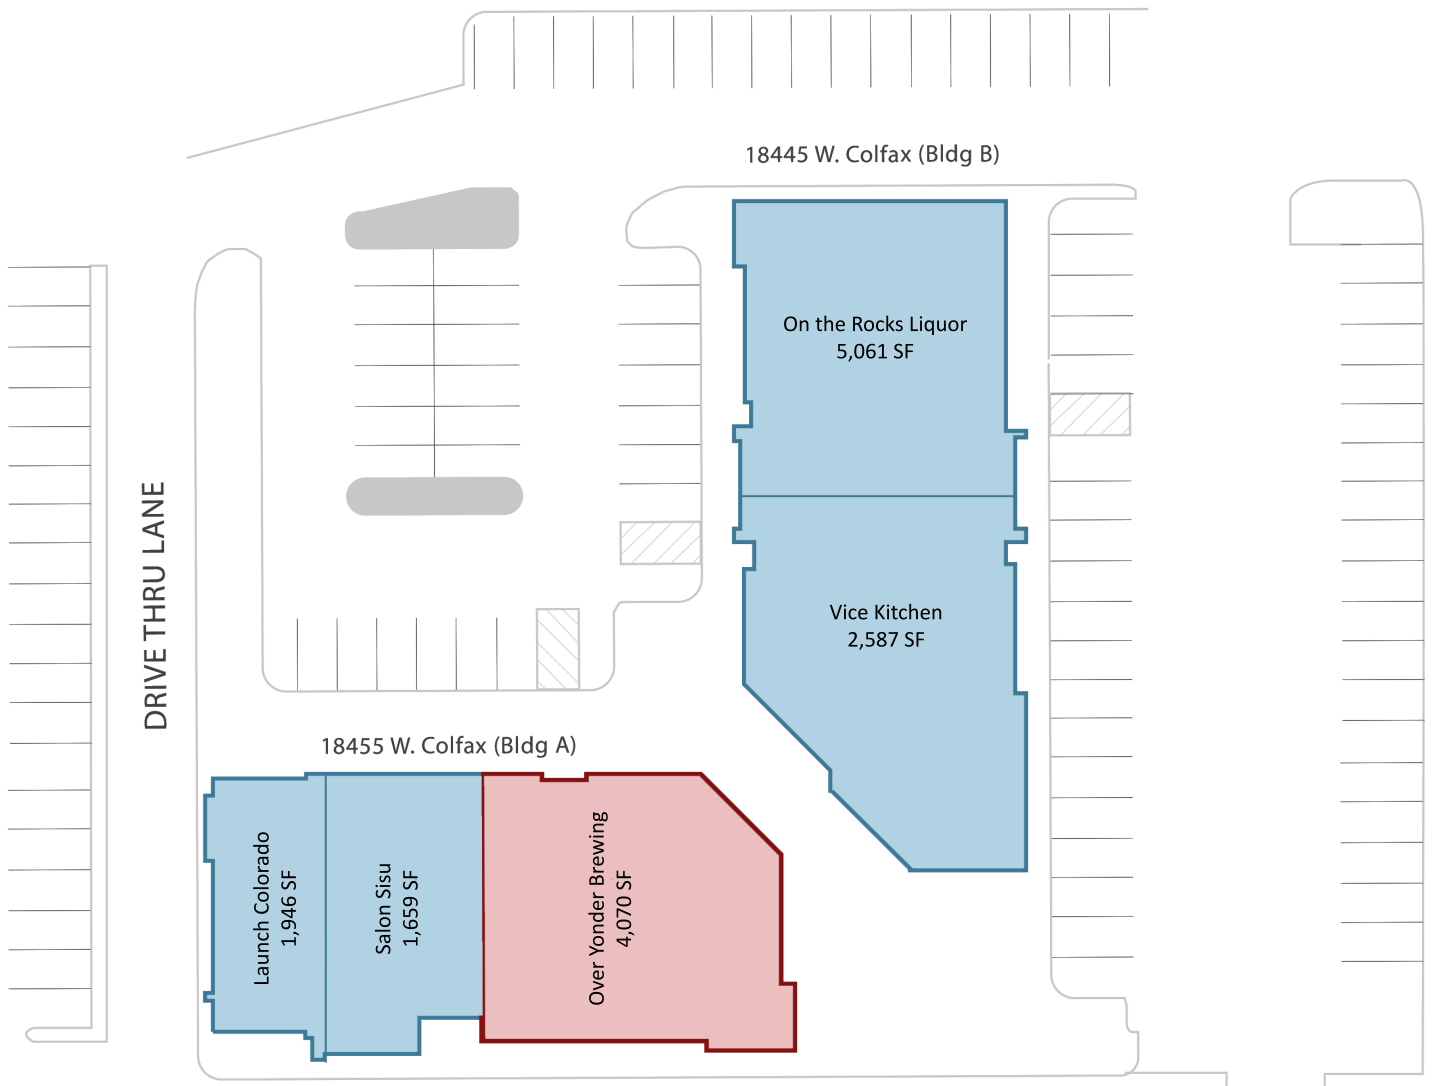 18445 W. Colfax (Bldg B)
On the Rocks Liquor
5,061 SF
DRIVE THRU LANE
Vice Kitchen
2,587 SF
18455 W. Colfax (Bldg A)
Launch Colorado
1,946 SF
Salon Sisu
1,659 SF
Over Yonder Brewing
4,070 SF